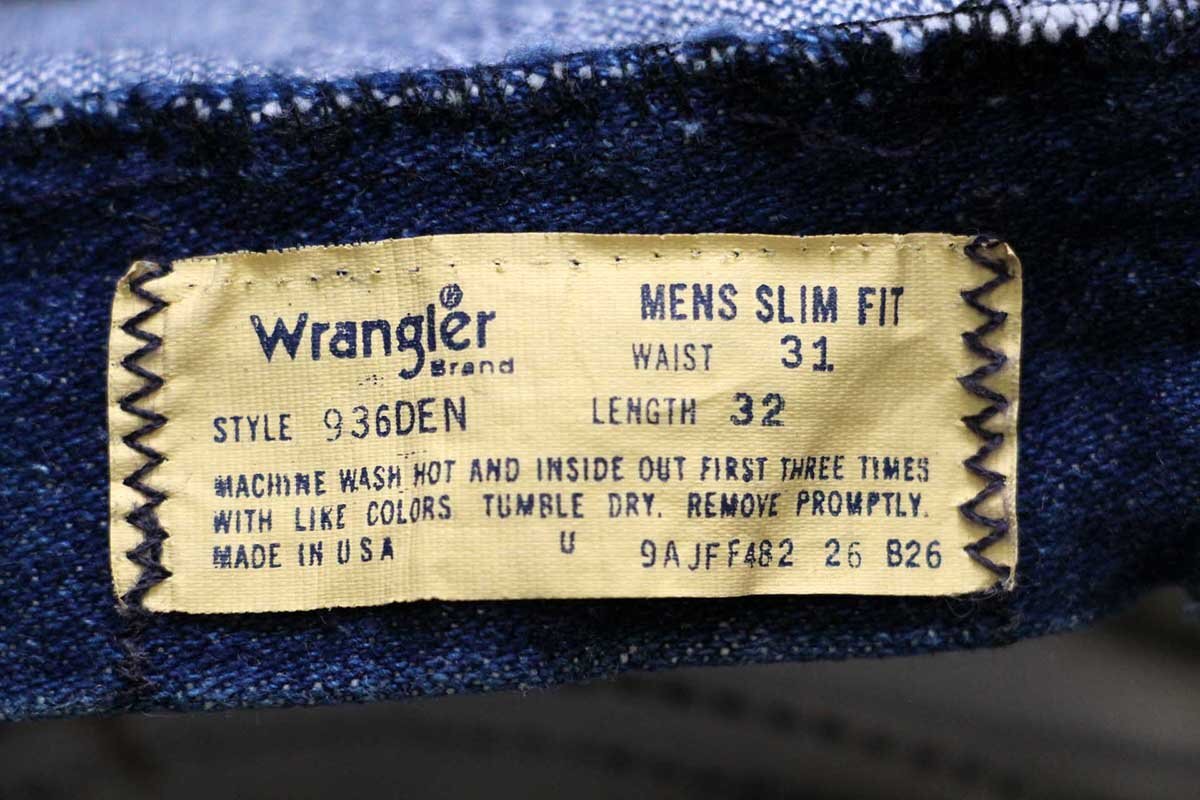 Wrangler®
Brand
MENS SLIM FIT
WAIST 31
STYLE 936DEN
LENGTH 32
MACHINE WASH HOT AND INSIDE OUT FIRST THREE TIMES
WITH LIKE COLORS TUMBLE DRY. REMOVE PROMPTLY.
MADE IN USA U 9AJFF482 26 B26